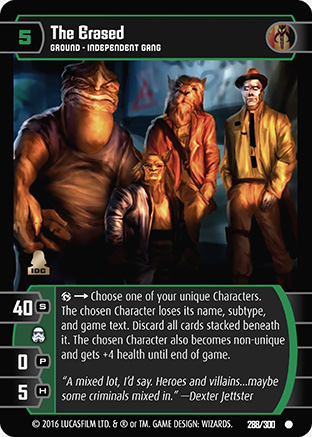 5
The Erased
GROUND - INDEPENDENT GANG
IDC
40 S
0 P
5 H
→ Choose one of your unique Characters.
The chosen Character loses its name, subtype,
and game text. Discard all cards stacked beneath
it. The chosen Character also becomes non-unique
and gets +4 health until end of game.
"A mixed lot, I'd say. Heroes and villains...maybe
some criminals mixed in." —Dexter Jettster
© 2016 LUCASFILM LTD. & ® or TM. GAME DESIGN: WIZARDS.
288/300